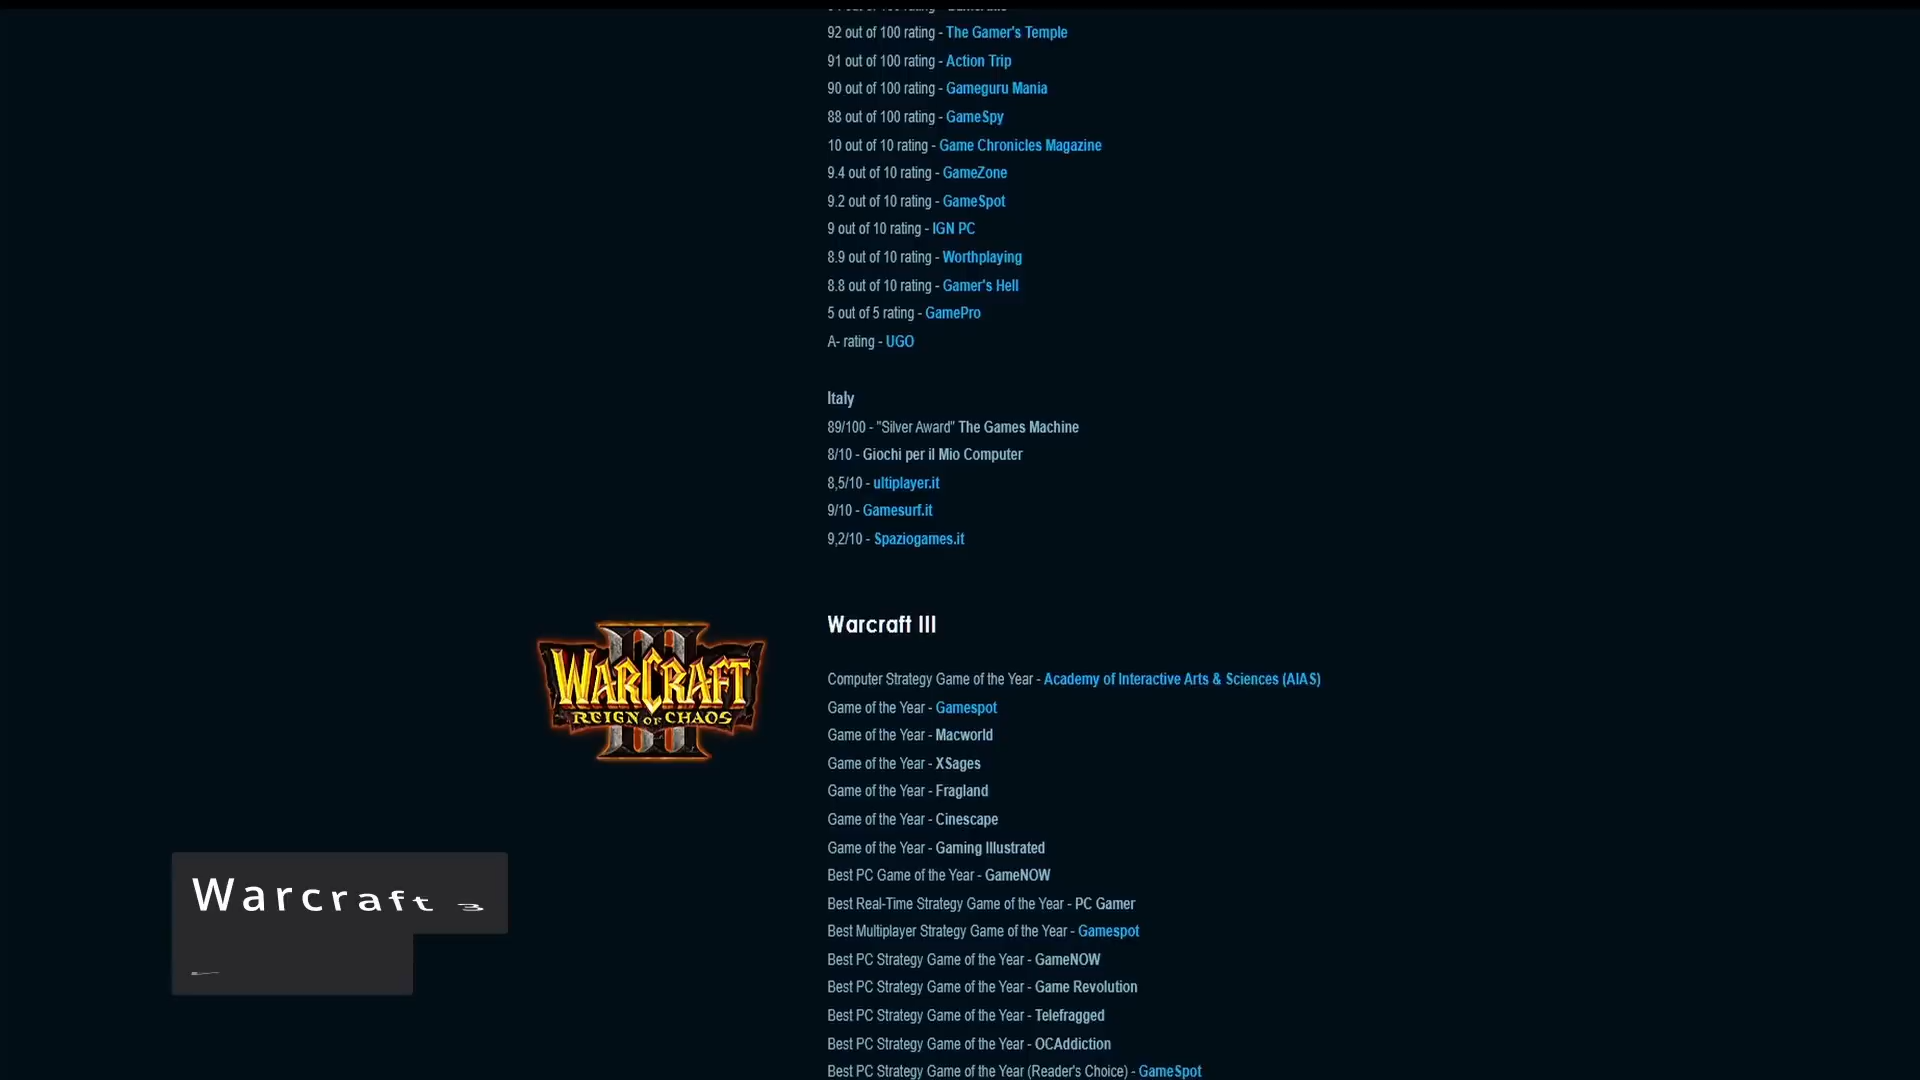 92 out of 100 rating - The Gamer's Temple
91 out of 100 rating - Action Trip
90 out of 100 rating - Gameguru Mania
88 out of 100 rating - GameSpy
10 out of 10 rating - Game Chronicles Magazine
9.4 out of 10 rating - GameZone
9.2 out of 10 rating - GameSpot
9 out of 10 rating - IGN PC
8.9 out of 10 rating - Worthplaying
8.8 out of 10 rating - Gamer's Hell
5 out of 5 rating - GamePro
A- rating - UGO
Italy
89/100 - "Silver Award" The Games Machine
8/10 - Giochi per il Mio Computer
8,5/10 - ultiplayer.it
9/10 - Gamesurf.it
9,2/10 - Spaziogames.it
WARCRAFT
REIGN OF CHAOS
III
Warcraft III
Computer Strategy Game of the Year - Academy of Interactive Arts & Sciences (AIAS)
Game of the Year - Gamespot
Game of the Year - Macworld
Game of the Year - XSages
Game of the Year - Fragland
Game of the Year - Cinescape
Game of the Year - Gaming Illustrated
Best PC Game of the Year - GameNOW
Best Real-Time Strategy Game of the Year - PC Gamer
Best Multiplayer Strategy Game of the Year - Gamespot
Best PC Strategy Game of the Year - GameNOW
Best PC Strategy Game of the Year - Game Revolution
Best PC Strategy Game of the Year - Telefragged
Best PC Strategy Game of the Year - OCAddiction
Best PC Strategy Game of the Year (Reader's Choice) - GameSpot
Warcraft 3